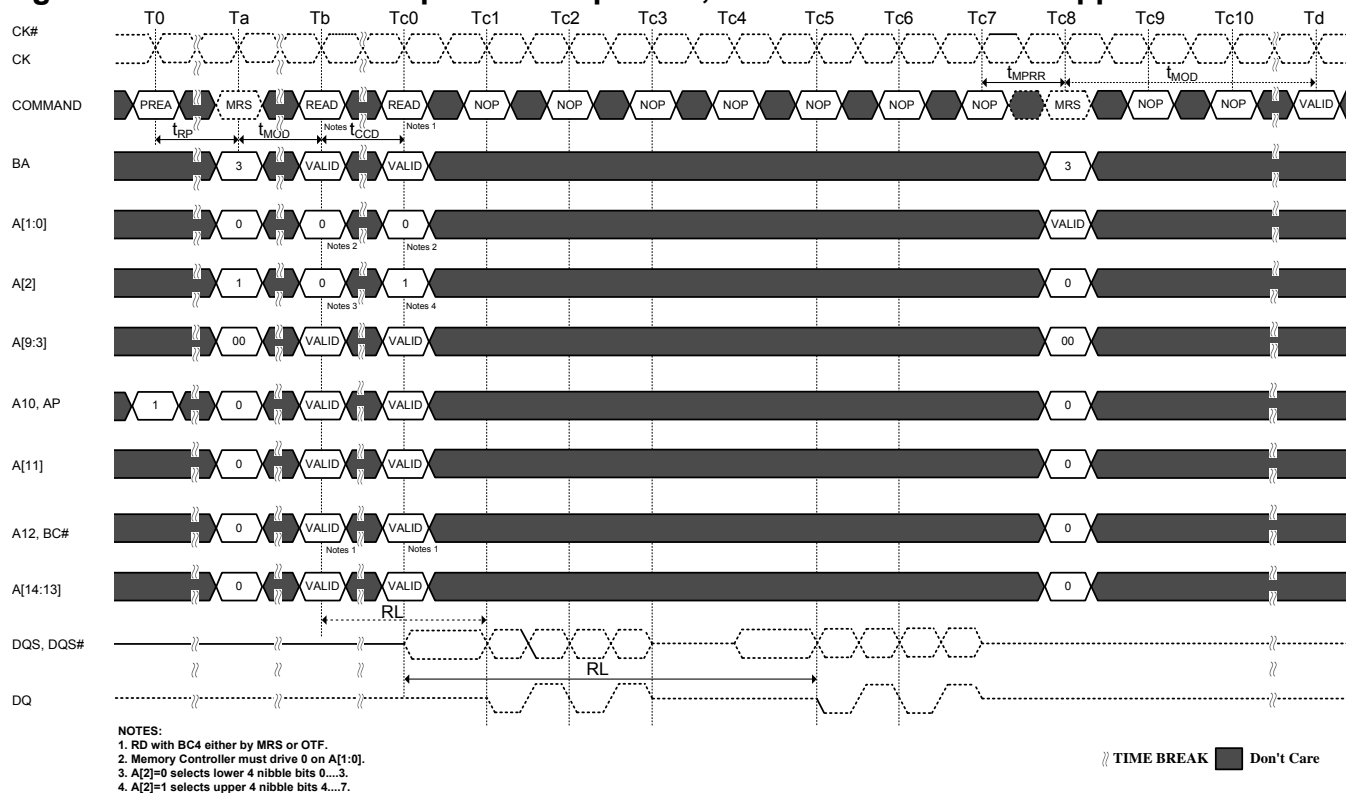 T0 Ta Tb Tc0 Tc1 Tc2 Tc3 Tc4 Tc5 Tc6 Tc7 Tc8 Tc9 Tc10 Td
CK#
CK
tMPRR tMOD
COMMAND PREA MRS READ READ NOP NOP NOP NOP NOP NOP NOP MRS NOP NOP VALID
Notes 1 Notes 1
tRP tMOD tCCD
BA 3 VALID VALID 3
A[1:0] 0 0 0 VALID
Notes 2 Notes 2
A[2] 1 0 1 0
Notes 3 Notes 4
A[9:3] 00 VALID VALID 00
A10, AP 1 0 VALID VALID 0
A[11] 0 VALID VALID 0
A12, BC# 0 VALID VALID 0
Notes 1 Notes 1
A[14:13] 0 VALID VALID 0
RL
DQS, DQS#
RL
DQ
NOTES:
1. RD with BC4 either by MRS or OTF.
2. Memory Controller must drive 0 on A[1:0].
3. A[2]=0 selects lower 4 nibble bits 0....3.
4. A[2]=1 selects upper 4 nibble bits 4....7.
TIME BREAK Don't Care